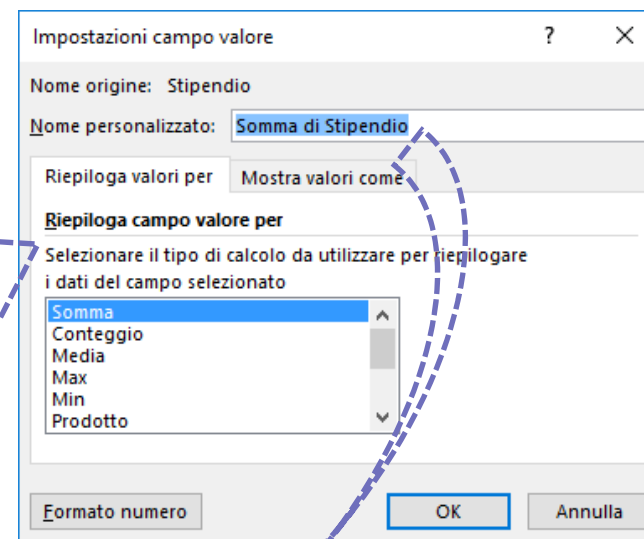 Impostazioni campo valore ?
Nome origine: Stipendio
Nome personalizzato: Somma di Stipendio
Riepiloga valori per Mostra valori come
Riepiloga campo valore per
Selezionare il tipo di calcolo da utilizzare per riepilogare
i dati del campo selezionato
Somma
Conteggio
Media
Max
Min
Prodotto
Formato numero OK Annulla